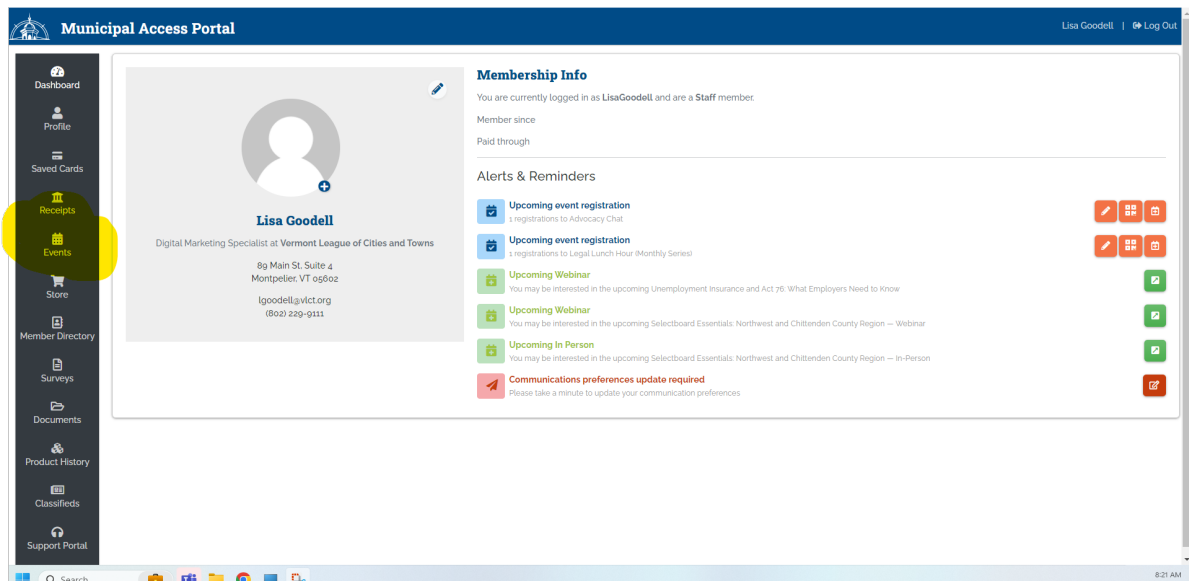 Municipal Access Portal
Lisa Goodell | Log Out
Dashboard
Profile
Saved Cards
Receipts
Events
Store
Member Directory
Surveys
Documents
Product History
Classifieds
Support Portal
Lisa Goodell
Digital Marketing Specialist at Vermont League of Cities and Towns
89 Main St, Suite 4
Montpelier, VT 05602
lgoodell@vlct.org
(802) 229-9111
Membership Info
You are currently logged in as LisaGoodell and are a Staff member.
Member since
Paid through
Alerts & Reminders
Upcoming event registration
1 registrations to Advocacy Chat.
Upcoming event registration
1 registrations to Legal Lunch Hour (Monthly Series)
Upcoming Webinar
You may be interested in the upcoming Unemployment Insurance and Act 76: What Employers Need to Know
Upcoming Webinar
You may be interested in the upcoming Selectboard Essentials: Northwest and Chittenden County Region — Webinar
Upcoming In Person
You may be interested in the upcoming Selectboard Essentials: Northwest and Chittenden County Region — In-Person
Communications preferences update required
Please take a minute to update your communication preferences.
Search
8:21 AM